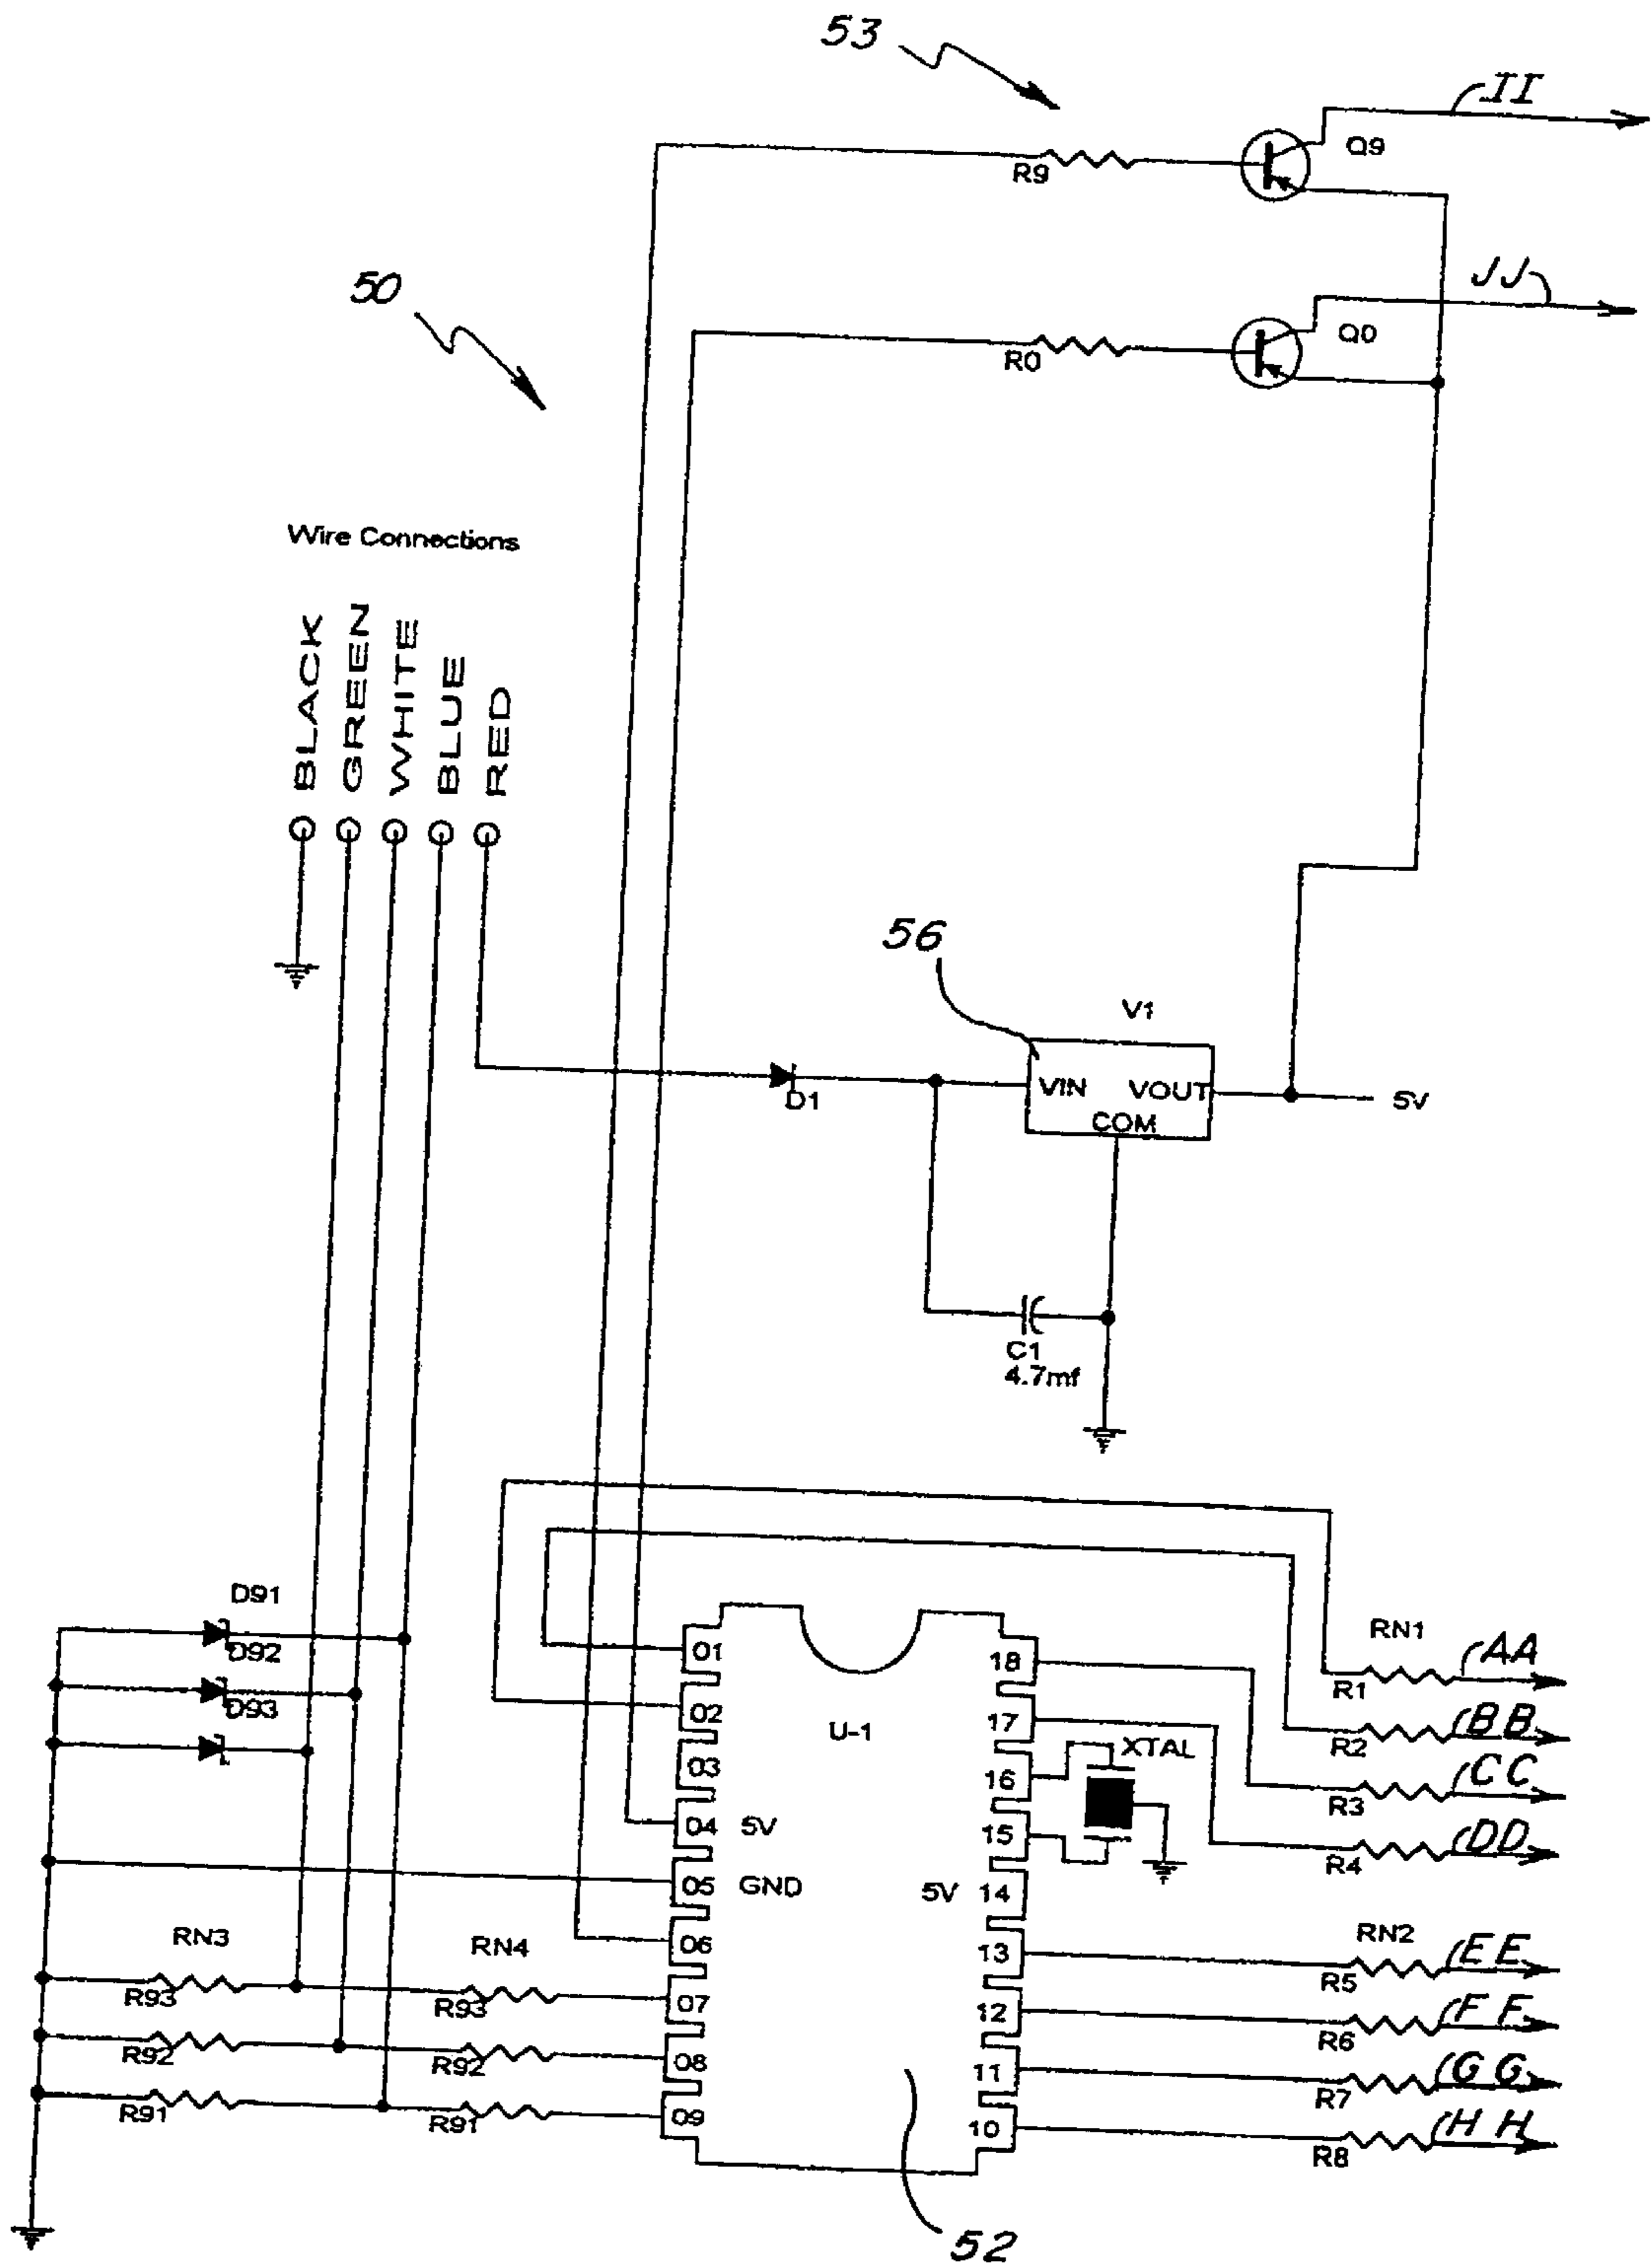 53
II
Q9
R9
50
JJ
Q0
R0
Wire Connections
BLACK
GREEN
WHITE
BLUE
RED
56
V1
VIN
VOUT
COM
5V
D1
C1
4.7mf
D91
D92
D93
01
02
03
04
05
06
07
08
09
5V
GND
U-1
18
17
16
15
14
13
12
11
10
5V
XTAL
RN1
R1
AA
R2
BB
R3
CC
R4
DD
RN2
R5
EE
R6
FF
R7
GG
R8
HH
RN3
RN4
R93
R93
R92
R92
R91
R91
52